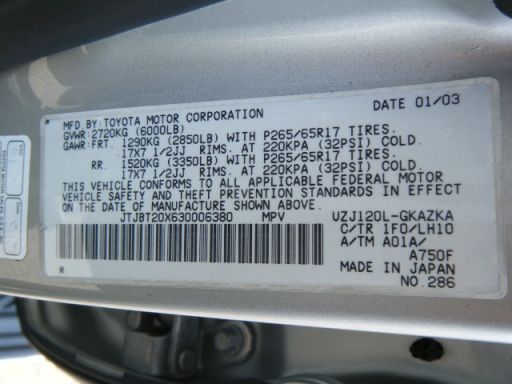 MFD.BY:TOYOTA MOTOR CORPORATION DATE 01/03
GVWR:2720KG (6000LB)
GAWR:FRT. 1290KG (2850LB) WITH P265/65R17 TIRES.
17X7 1/2JJ RIMS. AT 220KPA (32PSI) COLD.
RR. 1520KG (3350LB) WITH P265/65R17 TIRES.
17X7 1/2JJ RIMS. AT 220KPA (32PSI) COLD.
THIS VEHICLE CONFORMS TO ALL APPLICABLE FEDERAL MOTOR
VEHICLE SAFETY AND THEFT PREVENTION STANDARDS IN EFFECT
ON THE DATE OF MANUFACTURE SHOWN ABOVE.
JTJBT20X630006380 MPV UZJ120L-GKAZKA
C/TR 1F0/LH10
A/TM A01A/
A750F
MADE IN JAPAN
NO.286